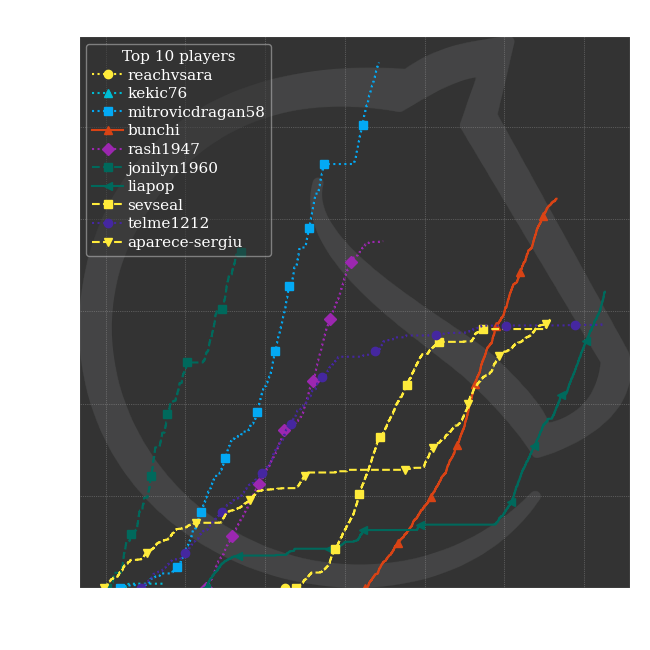 Top 10 players
reachvsara
kekic76
mitrovicdragan58
bunchi
rash1947
jonilyn1960
liapop
sevseal
telme1212
aparece-sergiu